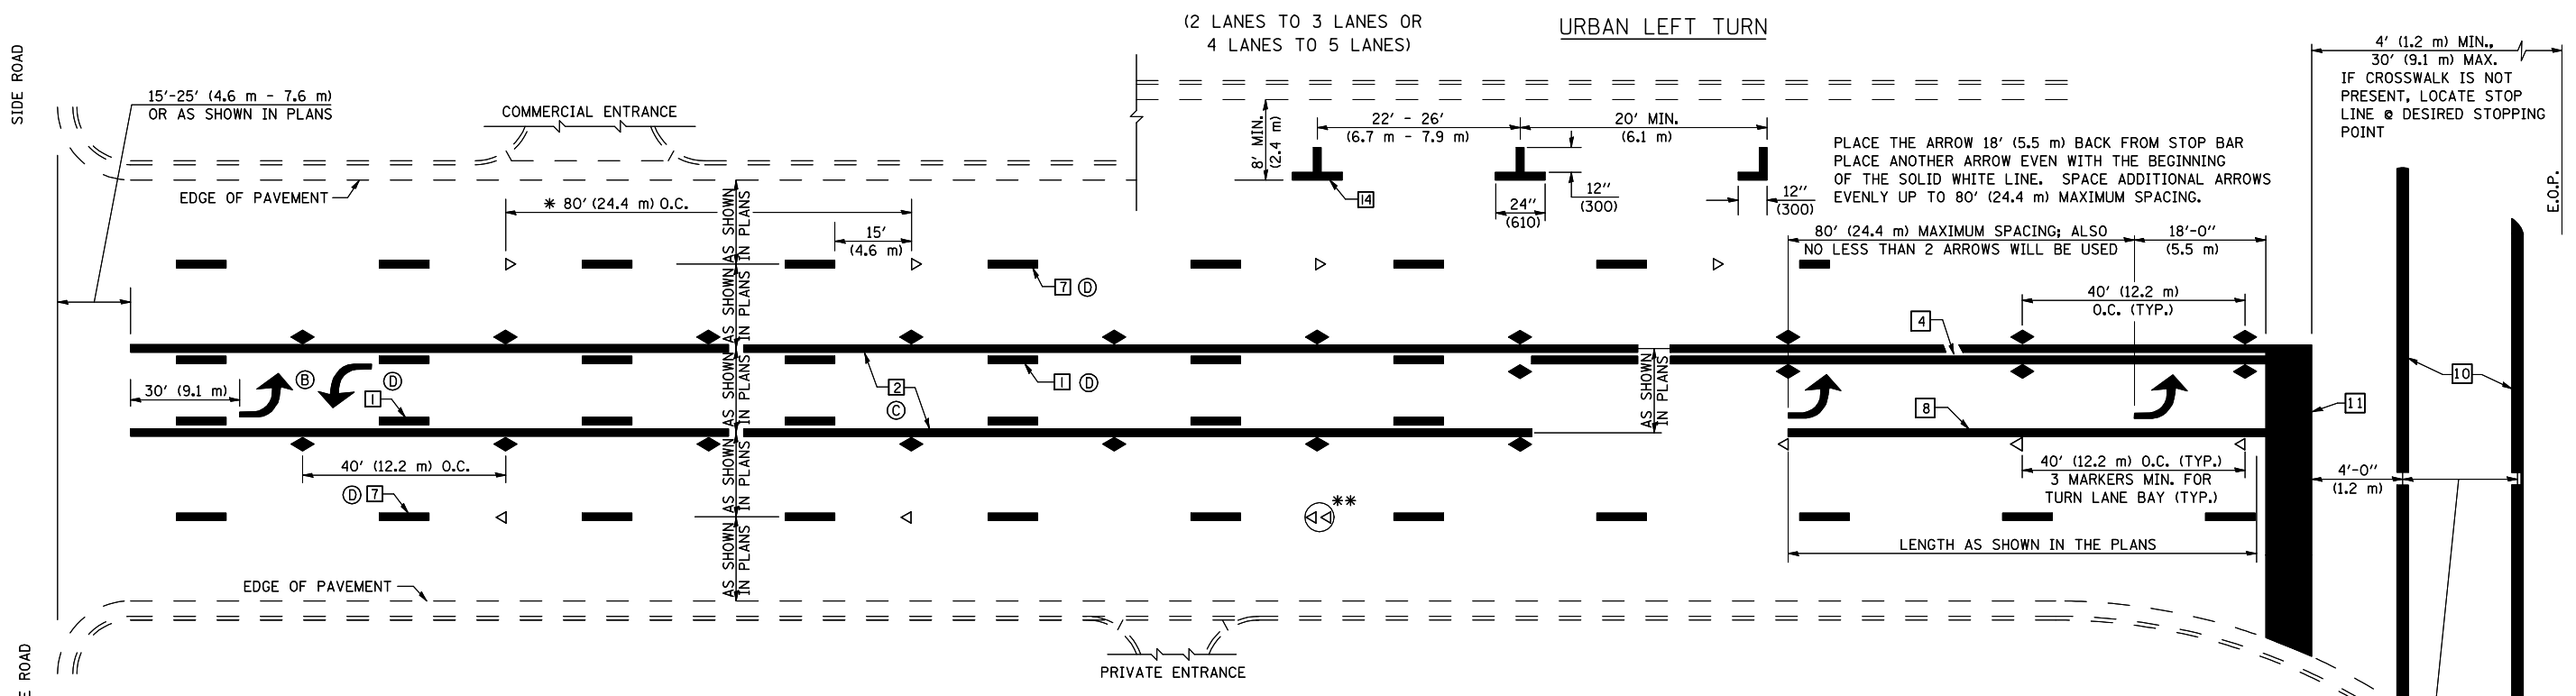 (2 LANES TO 3 LANES OR
4 LANES TO 5 LANES)
URBAN LEFT TURN
SIDE ROAD
15'-25' (4.6 m - 7.6 m)
OR AS SHOWN IN PLANS
COMMERCIAL ENTRANCE
EDGE OF PAVEMENT
* 80' (24.4 m) O.C.
15'
(4.6 m)
8' MIN.
(2.4 m)
22' - 26'
(6.7 m - 7.9 m)
20' MIN.
(6.1 m)
14
24"
(610)
12"
(300)
12"
(300)
PLACE THE ARROW 18' (5.5 m) BACK FROM STOP BAR
PLACE ANOTHER ARROW EVEN WITH THE BEGINNING
OF THE SOLID WHITE LINE. SPACE ADDITIONAL ARROWS
EVENLY UP TO 80' (24.4 m) MAXIMUM SPACING.
4' (1.2 m) MIN.,
30' (9.1 m) MAX.
IF CROSSWALK IS NOT
PRESENT, LOCATE STOP
LINE @ DESIRED STOPPING
POINT
E.O.P.
80' (24.4 m) MAXIMUM SPACING; ALSO
NO LESS THAN 2 ARROWS WILL BE USED
18'-0"
(5.5 m)
AS SHOWN
IN PLANS
AS SHOWN
IN PLANS
AS SHOWN
IN PLANS
AS SHOWN
IN PLANS
AS SHOWN
IN PLANS
7 D
40' (12.2 m)
O.C. (TYP.)
4
30' (9.1 m)
B
D
1
1 D
2
C
AS SHOWN
IN PLANS
8
11
10
40' (12.2 m) O.C.
D 7
**
40' (12.2 m) O.C. (TYP.)
3 MARKERS MIN. FOR
TURN LANE BAY (TYP.)
4'-0"
(1.2 m)
LENGTH AS SHOWN IN THE PLANS
EDGE OF PAVEMENT
PRIVATE ENTRANCE
E ROAD